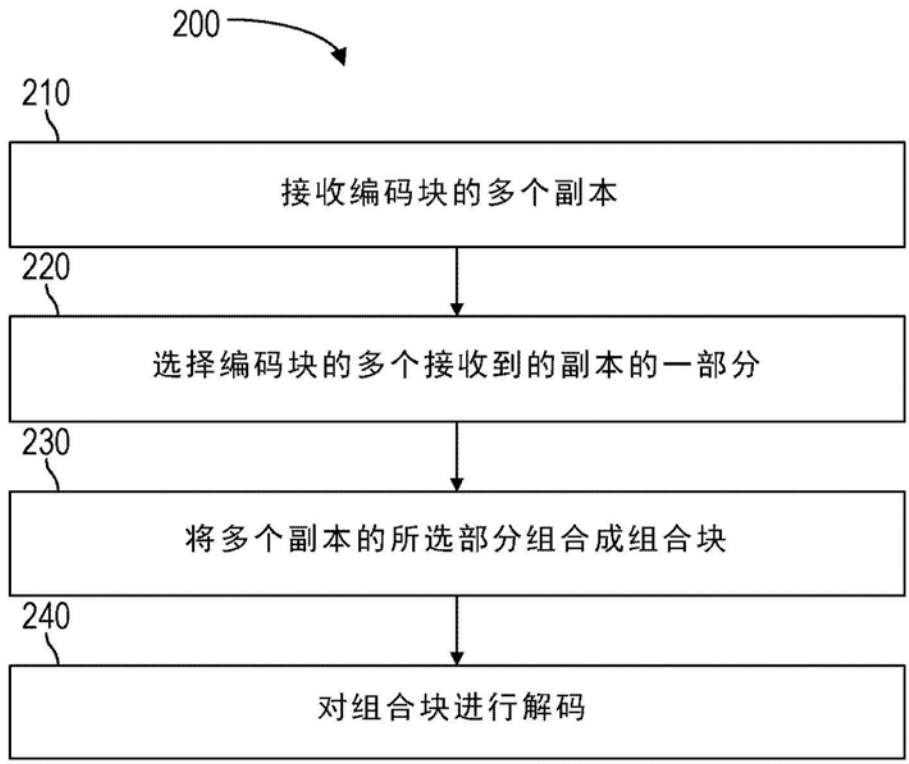 200
210
接收编码块的多个副本
220
选择编码块的多个接收到的副本的一部分
230
将多个副本的所选部分组合成组合块
240
对组合块进行解码